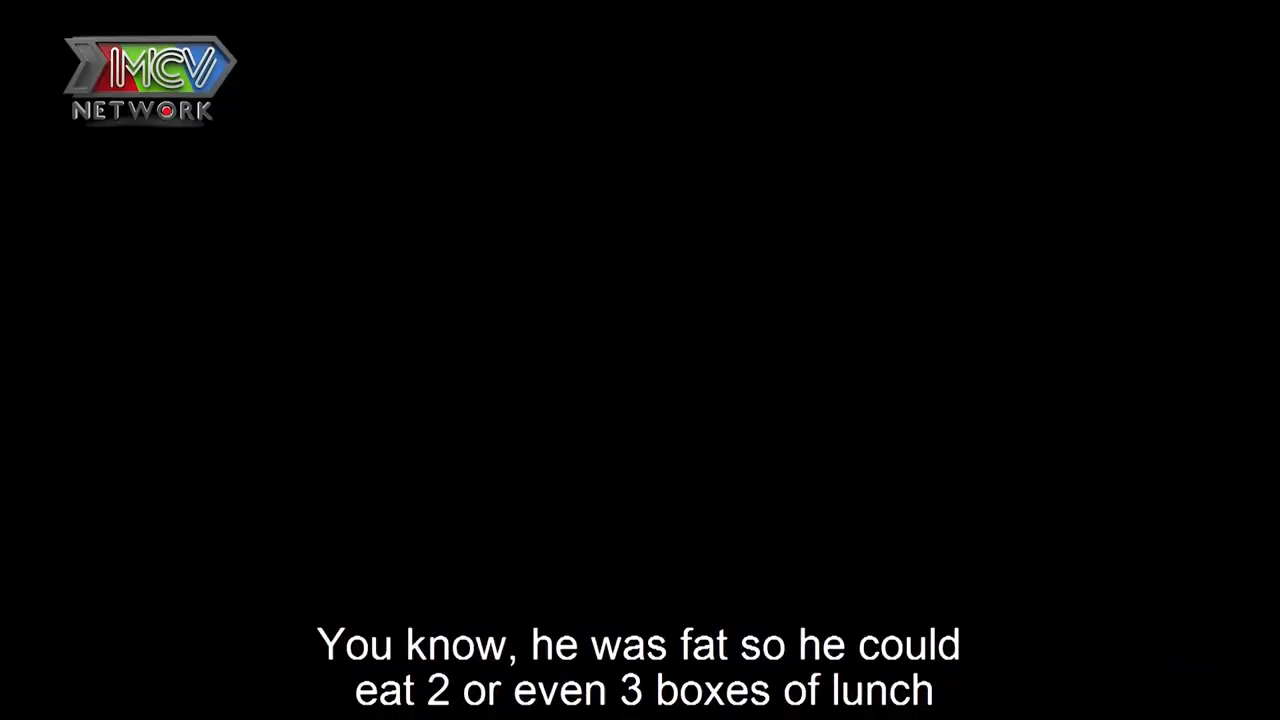 MCV
NETWORK
You know, he was fat so he could
eat 2 or even 3 boxes of lunch